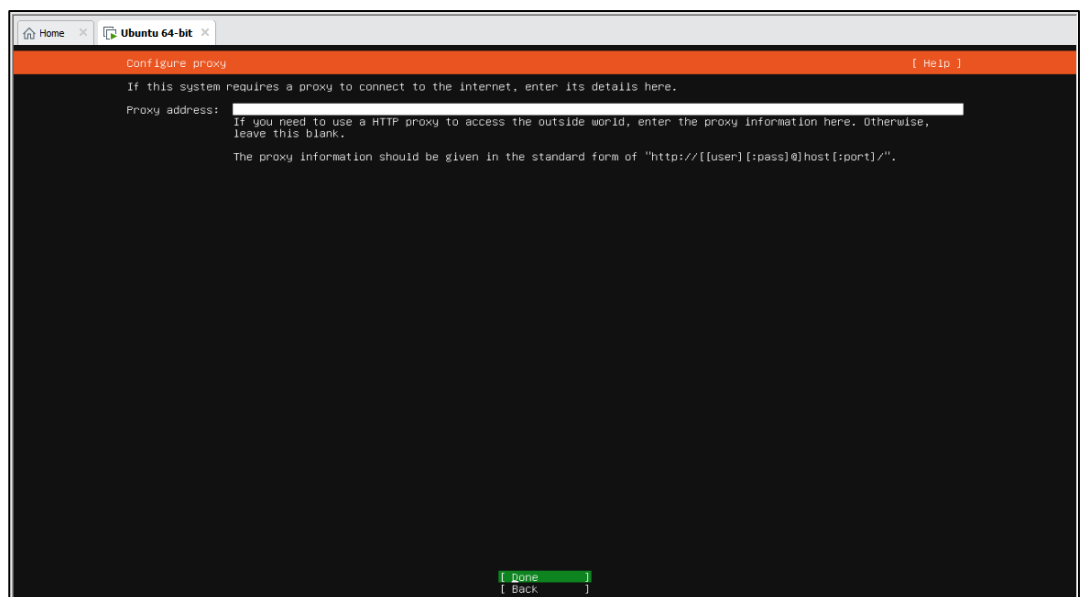 Home
Ubuntu 64-bit
Configure proxy
[ Help ]
If this system requires a proxy to connect to the internet, enter its details here.
Proxy address:
If you need to use a HTTP proxy to access the outside world, enter the proxy information here. Otherwise,
leave this blank.
The proxy information should be given in the standard form of "http://[[user][:pass]@]host[:port]/".
[ Done ]
[ Back ]